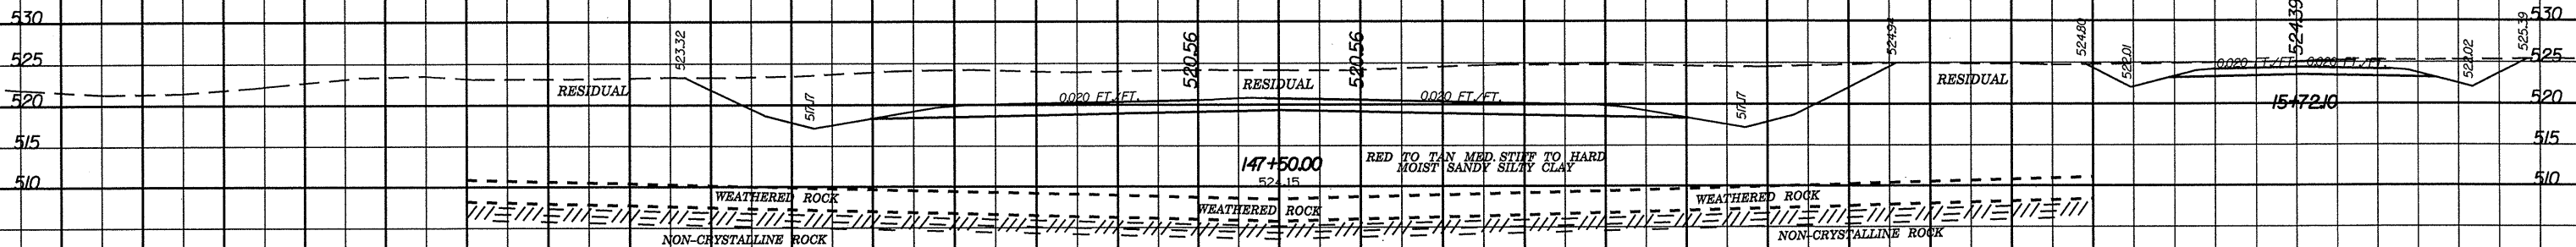 530
525
520
515
510
523.32
RESIDUAL
517.17
0.020 FT./FT.
520.56
RESIDUAL
520.56
0.020 FT./FT.
517.17
524.94
RESIDUAL
524.80
522.01
0.020 FT./FT.
524.39
0.020 FT./FT.
522.02
525.39
15+72.10
530
525
520
515
510
147+50.00
524.15
RED TO TAN MED. STIFF TO HARD
MOIST SANDY SILTY CLAY
WEATHERED ROCK
WEATHERED ROCK
WEATHERED ROCK
NON-CRYSTALLINE ROCK
NON-CRYSTALLINE ROCK